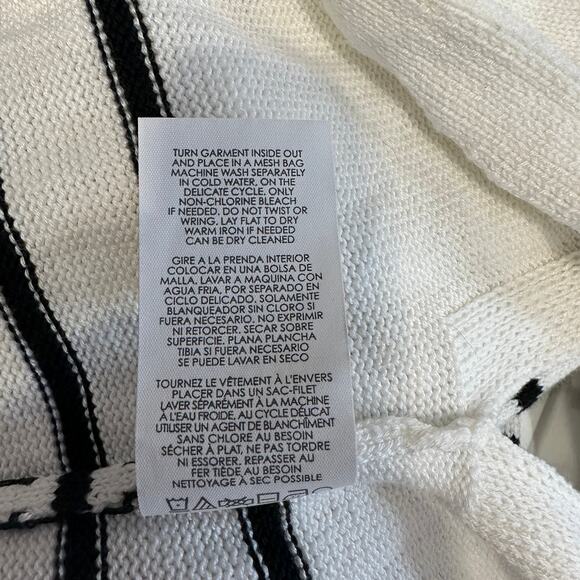 TURN GARMENT INSIDE OUT
AND PLACE IN A MESH BAG
MACHINE WASH SEPARATELY
IN COLD WATER, ON THE
DELICATE CYCLE. ONLY
NON-CHLORINE BLEACH
IF NEEDED. DO NOT TWIST OR
WRING. LAY FLAT TO DRY
WARM IRON IF NEEDED
CAN BE DRY CLEANED
GIRE A LA PRENDA INTERIOR
COLOCAR EN UNA BOLSA DE
MALLA. LAVAR A MAQUINA CON
AGUA FRIA, POR SEPARADO EN
CICLO DELICADO. SOLAMENTE
BLANQUEADOR SIN CLORO SI
FUERA NECESARIO. NO EXPRIMIR
NI RETORCER. SECAR SOBRE
SUPERFICIE. PLANA PLANCHA
TIBIA SI FUERA NECESARIO
SE PUEDE LAVAR EN SECO
TOURNEZ LE VÊTEMENT À L'ENVERS
PLACER DANS UN SAC-FILET
LAVER SÉPARÉMENT À LA MACHINE
À L'EAU FROIDE, AU CYCLE DÉLICAT
UTILISER UN AGENT DE BLANCHÎMENT
SANS CHLORE AU BESOIN
SÉCHER À PLAT, NE PAS TORDRE
NI ESSORER. REPASSER AU
FER TIÈDE AU BESOIN
NETTOYAGE À SEC POSSIBLE